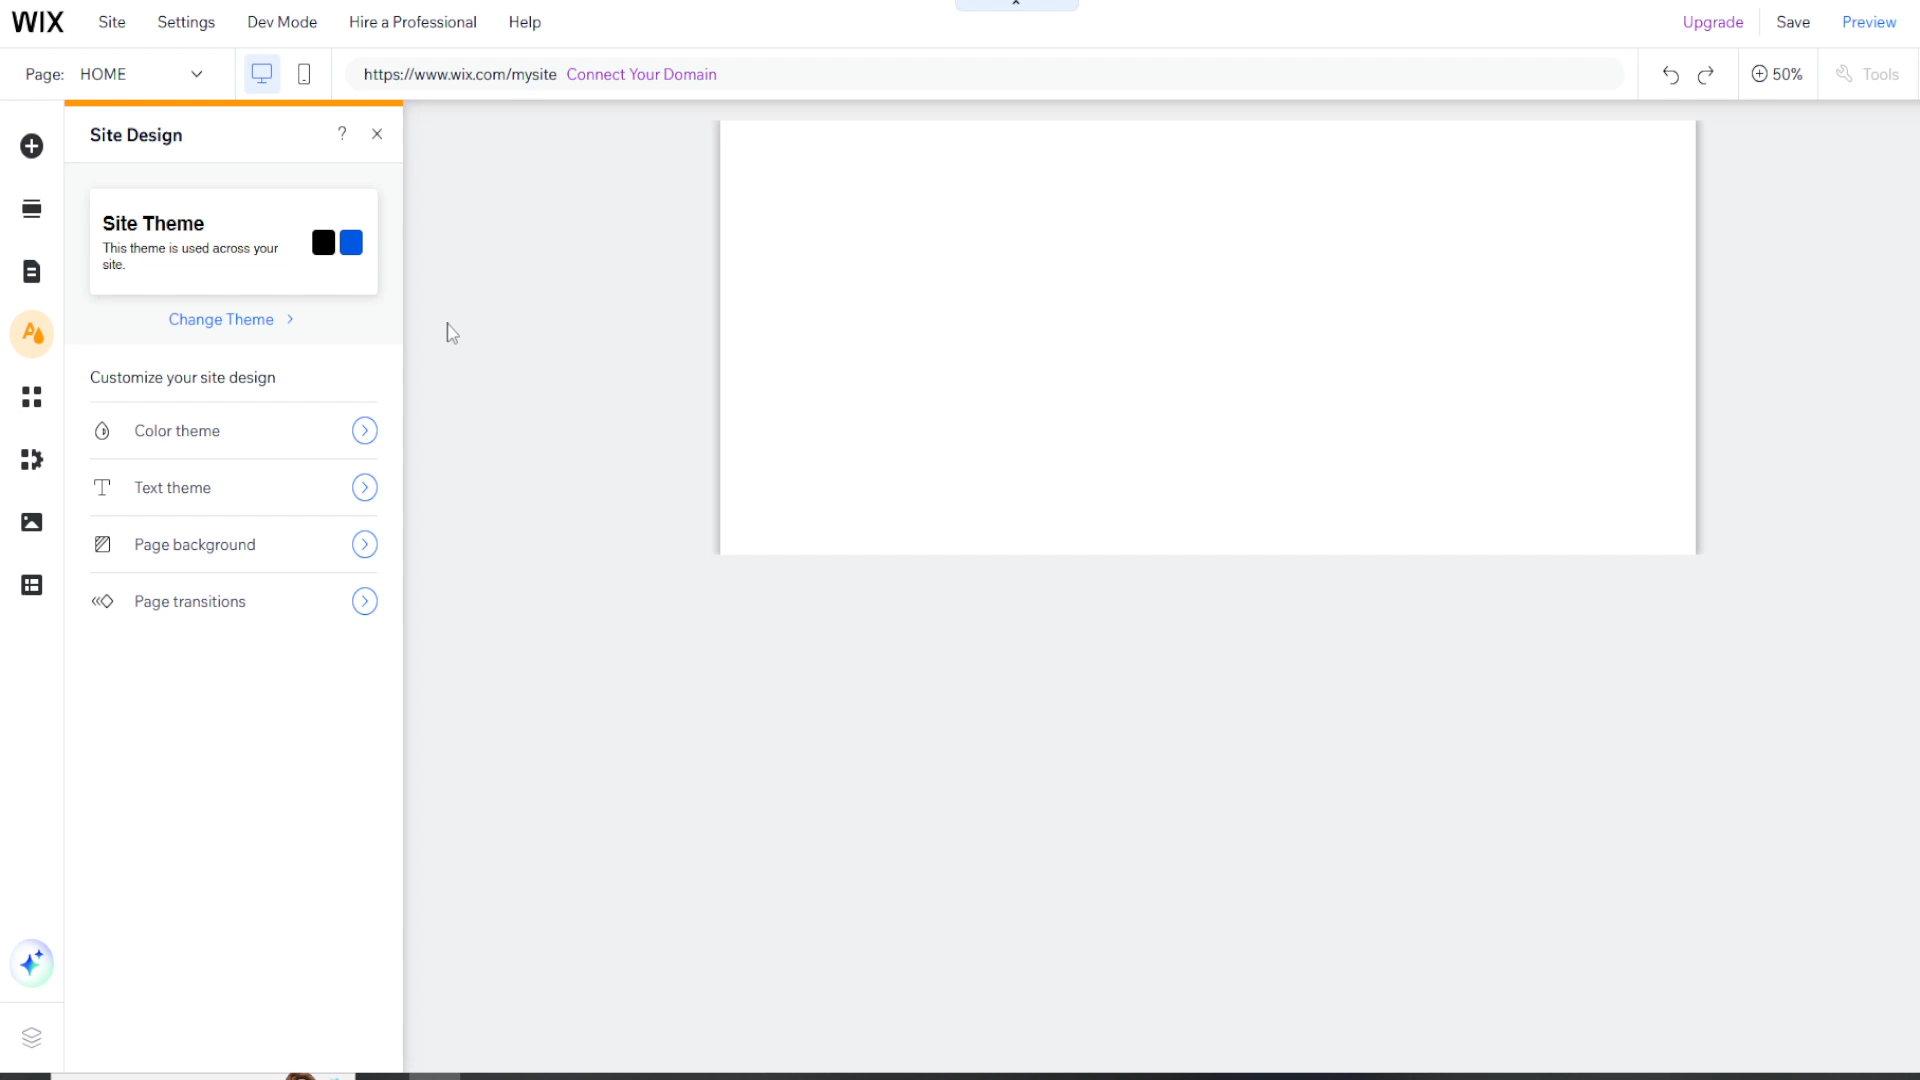 WIX Site Settings Dev Mode Hire a Professional Help Upgrade Save Preview
Page: HOME https://www.wix.com/mysite Connect Your Domain 50% Tools
Site Design ?
Site Theme
This theme is used across your
site.
Change Theme
Customize your site design
Color theme
Text theme
Page background
Page transitions